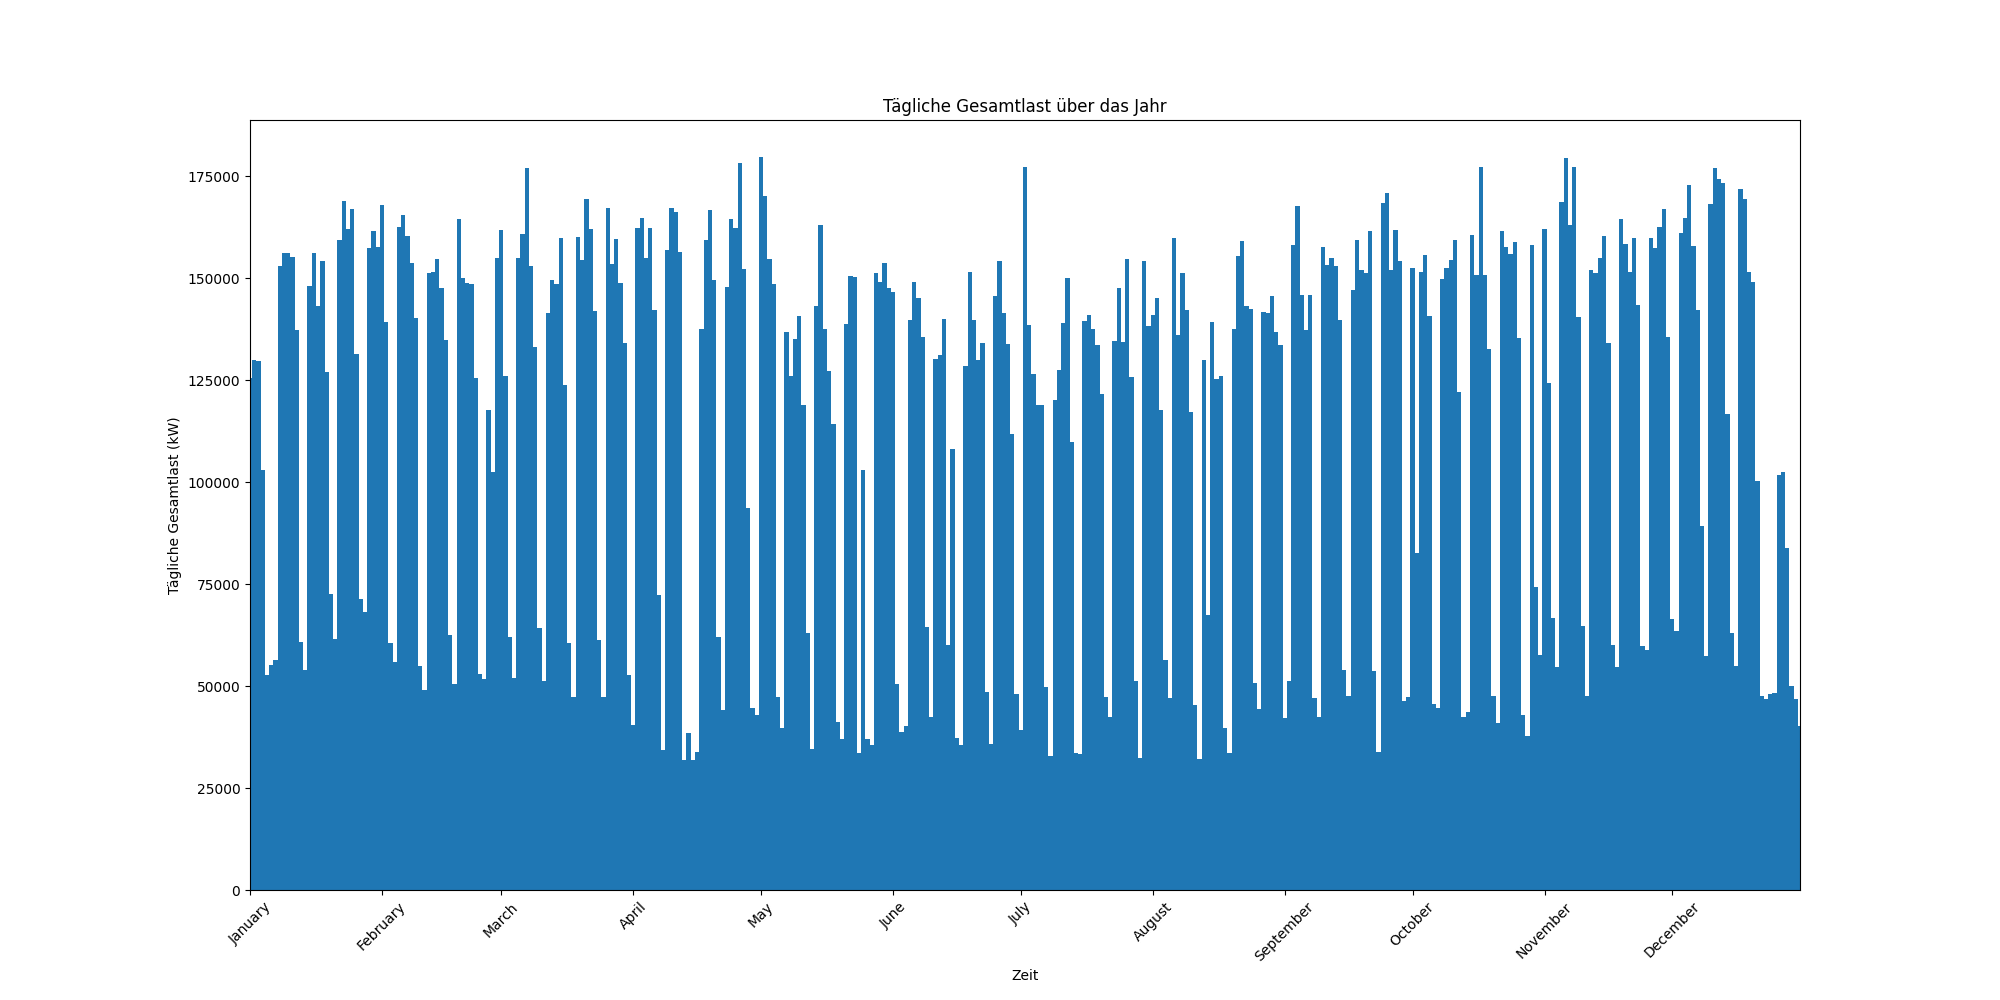 Tägliche Gesamtlast über das Jahr
Tägliche Gesamtlast (kW)
175000
150000
125000
100000
75000
50000
25000
0
January
February
March
April
May
June
July
August
September
October
November
December
Zeit